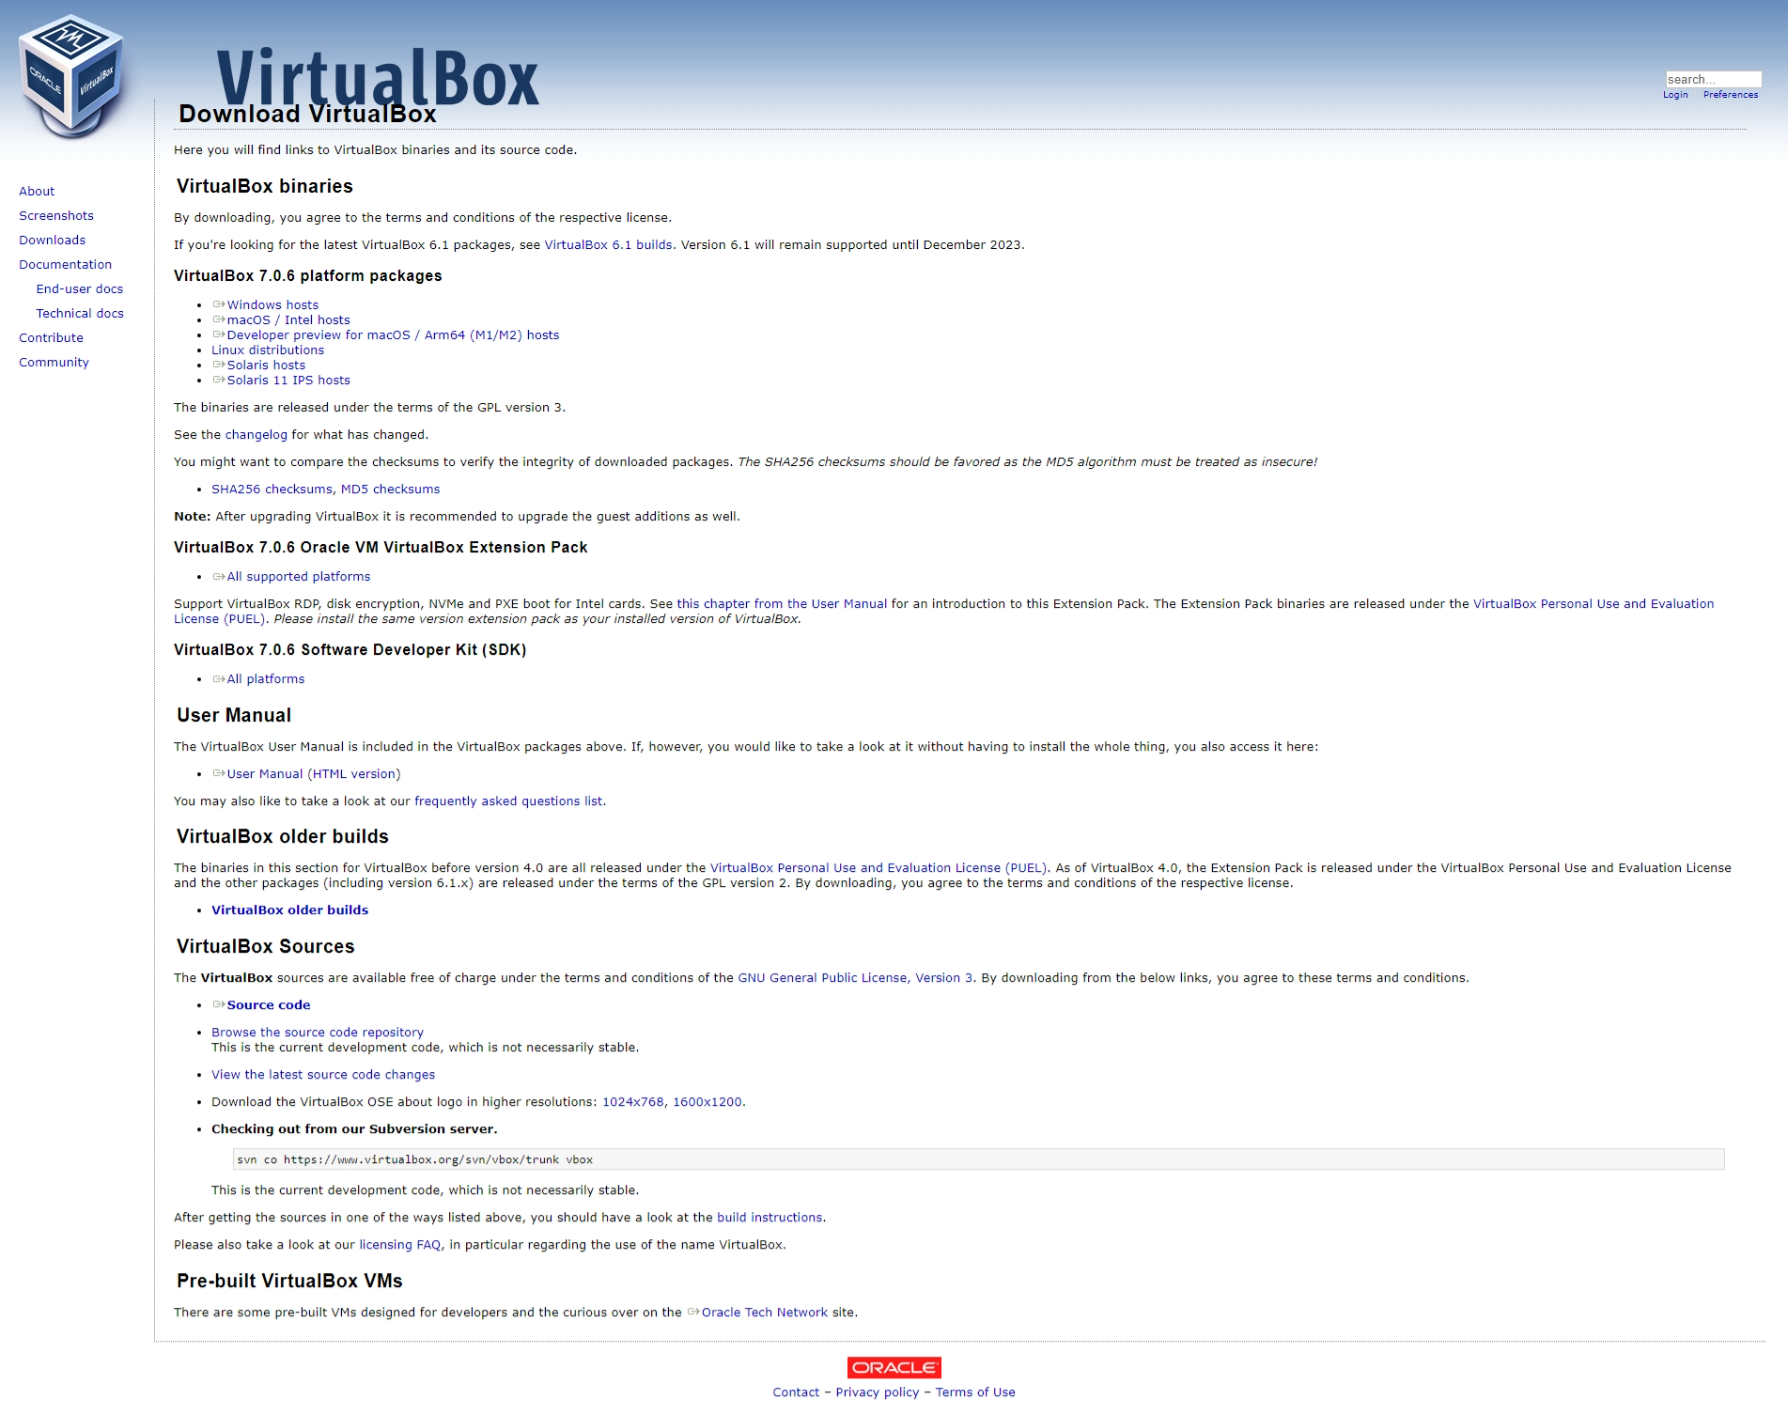 ORACLE
VirtualBox
VirtualBox
search...
Login Preferences
Download VirtualBox
Here you will find links to VirtualBox binaries and its source code.
About
Screenshots
Downloads
Documentation
End-user docs
Technical docs
Contribute
Community
VirtualBox binaries
By downloading, you agree to the terms and conditions of the respective license.
If you're looking for the latest VirtualBox 6.1 packages, see VirtualBox 6.1 builds. Version 6.1 will remain supported until December 2023.
VirtualBox 7.0.6 platform packages
• Windows hosts
• macOS / Intel hosts
• Developer preview for macOS / Arm64 (M1/M2) hosts
• Linux distributions
• Solaris hosts
• Solaris 11 IPS hosts
The binaries are released under the terms of the GPL version 3.
See the changelog for what has changed.
You might want to compare the checksums to verify the integrity of downloaded packages. The SHA256 checksums should be favored as the MD5 algorithm must be treated as insecure!
• SHA256 checksums, MD5 checksums
Note: After upgrading VirtualBox it is recommended to upgrade the guest additions as well.
VirtualBox 7.0.6 Oracle VM VirtualBox Extension Pack
• All supported platforms
Support VirtualBox RDP, disk encryption, NVMe and PXE boot for Intel cards. See this chapter from the User Manual for an introduction to this Extension Pack. The Extension Pack binaries are released under the VirtualBox Personal Use and Evaluation
License (PUEL). Please install the same version extension pack as your installed version of VirtualBox.
VirtualBox 7.0.6 Software Developer Kit (SDK)
• All platforms
User Manual
The VirtualBox User Manual is included in the VirtualBox packages above. If, however, you would like to take a look at it without having to install the whole thing, you also access it here:
• User Manual (HTML version)
You may also like to take a look at our frequently asked questions list.
VirtualBox older builds
The binaries in this section for VirtualBox before version 4.0 are all released under the VirtualBox Personal Use and Evaluation License (PUEL). As of VirtualBox 4.0, the Extension Pack is released under the VirtualBox Personal Use and Evaluation License
and the other packages (including version 6.1.x) are released under the terms of the GPL version 2. By downloading, you agree to the terms and conditions of the respective license.
• VirtualBox older builds
VirtualBox Sources
The VirtualBox sources are available free of charge under the terms and conditions of the GNU General Public License, Version 3. By downloading from the below links, you agree to these terms and conditions.
• Source code
• Browse the source code repository
This is the current development code, which is not necessarily stable.
• View the latest source code changes
• Download the VirtualBox OSE about logo in higher resolutions: 1024x768, 1600x1200.
• Checking out from our Subversion server.
svn co https://www.virtualbox.org/svn/vbox/trunk vbox
This is the current development code, which is not necessarily stable.
After getting the sources in one of the ways listed above, you should have a look at the build instructions.
Please also take a look at our licensing FAQ, in particular regarding the use of the name VirtualBox.
Pre-built VirtualBox VMs
There are some pre-built VMs designed for developers and the curious over on the Oracle Tech Network site.
ORACLE
Contact – Privacy policy – Terms of Use